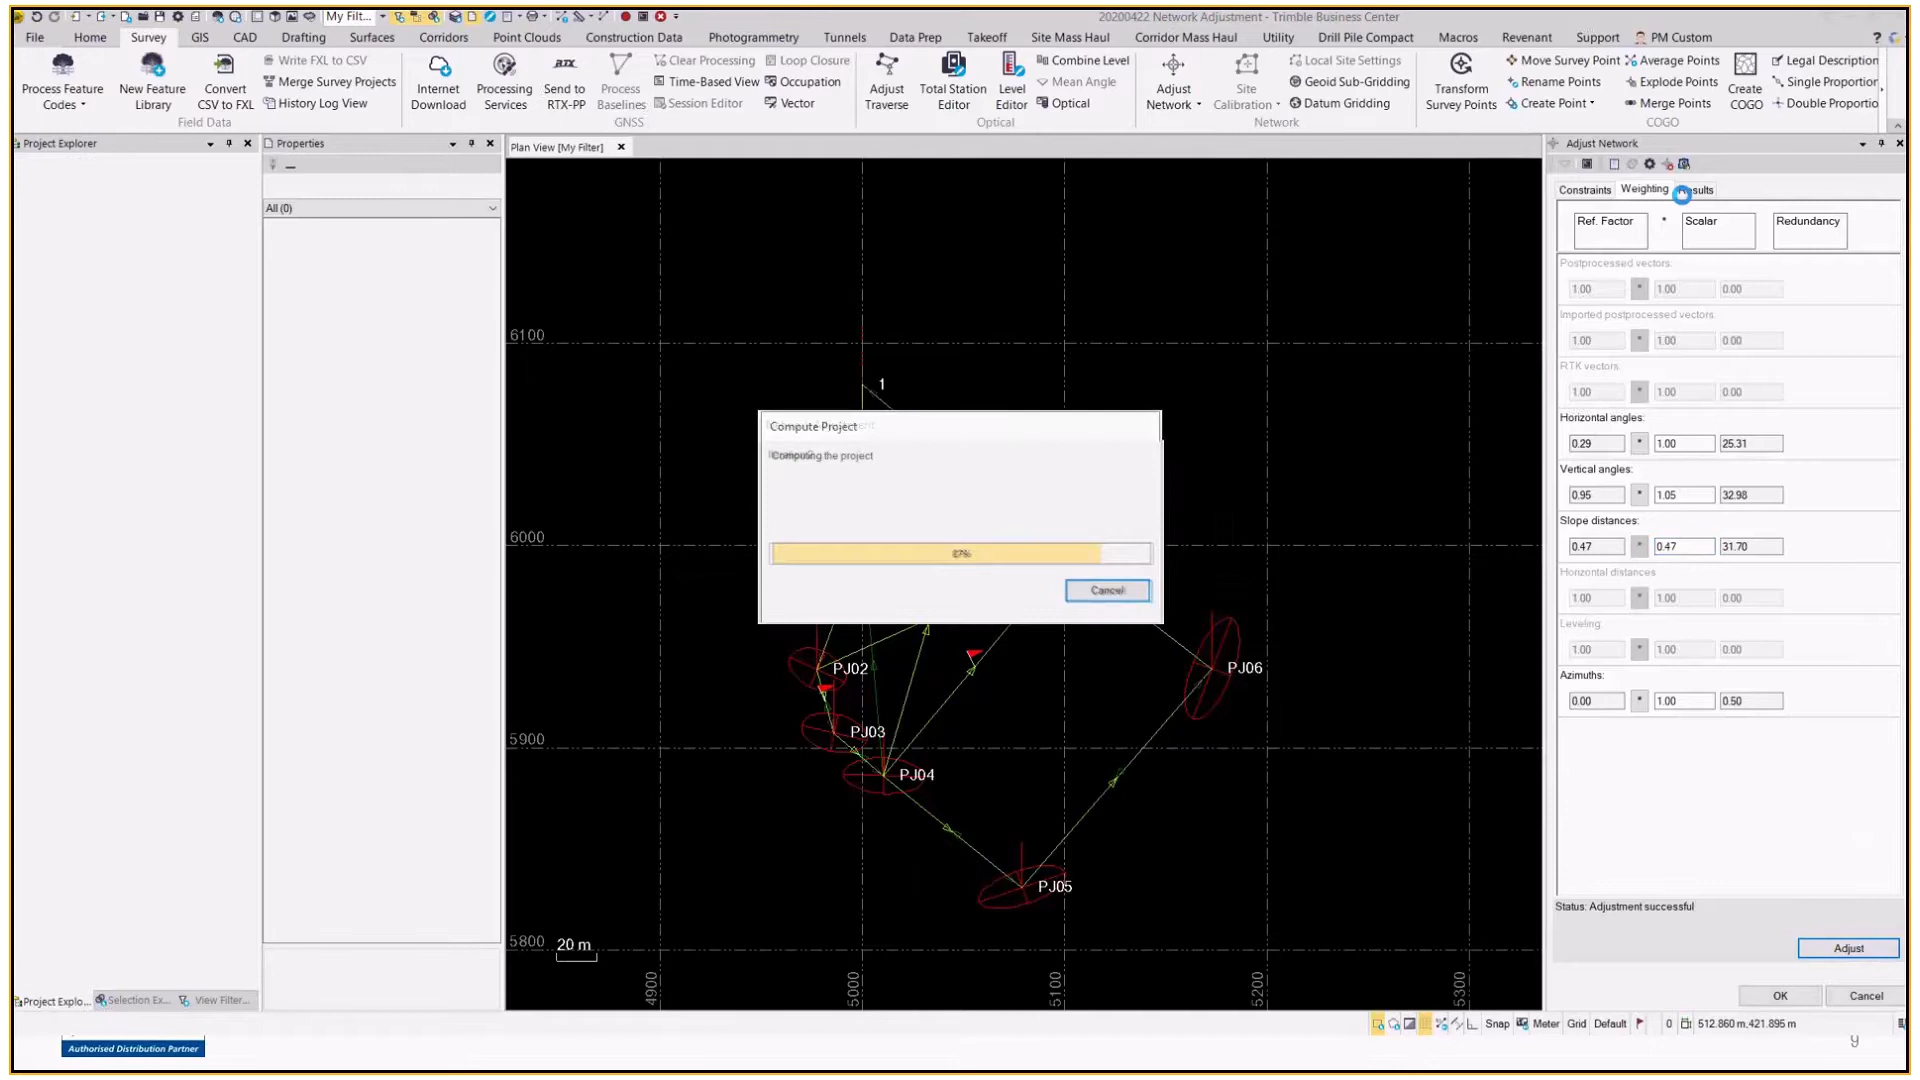 My Filt...
20200422 Network Adjustment - Trimble Business Center
File Home Survey GIS CAD Drafting Surfaces Corridors Point Clouds Construction Data Photogrammetry Tunnels Data Prep Takeoff Site Mass Haul Corridor Mass Haul Utility Drill Pile Compact Macros Revenant Support PM Custom
Process Feature Codes
New Feature Library
Convert CSV to FXL
Write FXL to CSV
Merge Survey Projects
History Log View
Field Data
Internet Download
Processing Services
RTX
Send to RTX-PP
Process Baselines
Clear Processing
Time-Based View
Session Editor
Loop Closure
Occupation
Vector
GNSS
Adjust Traverse
Total Station Editor
Level Editor
Combine Level
Mean Angle
Optical
Optical
Adjust Network
Site Calibration
Local Site Settings
Geoid Sub-Gridding
Datum Gridding
Network
Transform Survey Points
Move Survey Point
Rename Points
Create Point
Average Points
Explode Points
Merge Points
Create COGO
Legal Description
Single Proportion
Double Proportio
COGO
Project Explorer
Properties
All (0)
Plan View [My Filter]
6100
6000
5900
5800
1
PJ02
PJ03
PJ04
PJ05
PJ06
20 m
4900
5000
5100
5200
5300
Compute Project
Computing the project
87%
Cancel
Adjust Network
Constraints Weighting Results
Ref. Factor * Scalar Redundancy
Postprocessed vectors:
1.00 * 1.00 0.00
Imported postprocessed vectors:
1.00 * 1.00 0.00
RTK vectors:
1.00 * 1.00 0.00
Horizontal angles:
0.29 * 1.00 25.31
Vertical angles:
0.95 * 1.05 32.98
Slope distances:
0.47 * 0.47 31.70
Horizontal distances
1.00 * 1.00 0.00
Leveling:
1.00 * 1.00 0.00
Azimuths:
0.00 * 1.00 0.50
Status: Adjustment successful
Adjust
OK Cancel
Project Explo... Selection Ex... View Filter...
Snap Meter Grid Default 0 512.860 m,421.895 m
Authorised Distribution Partner
9